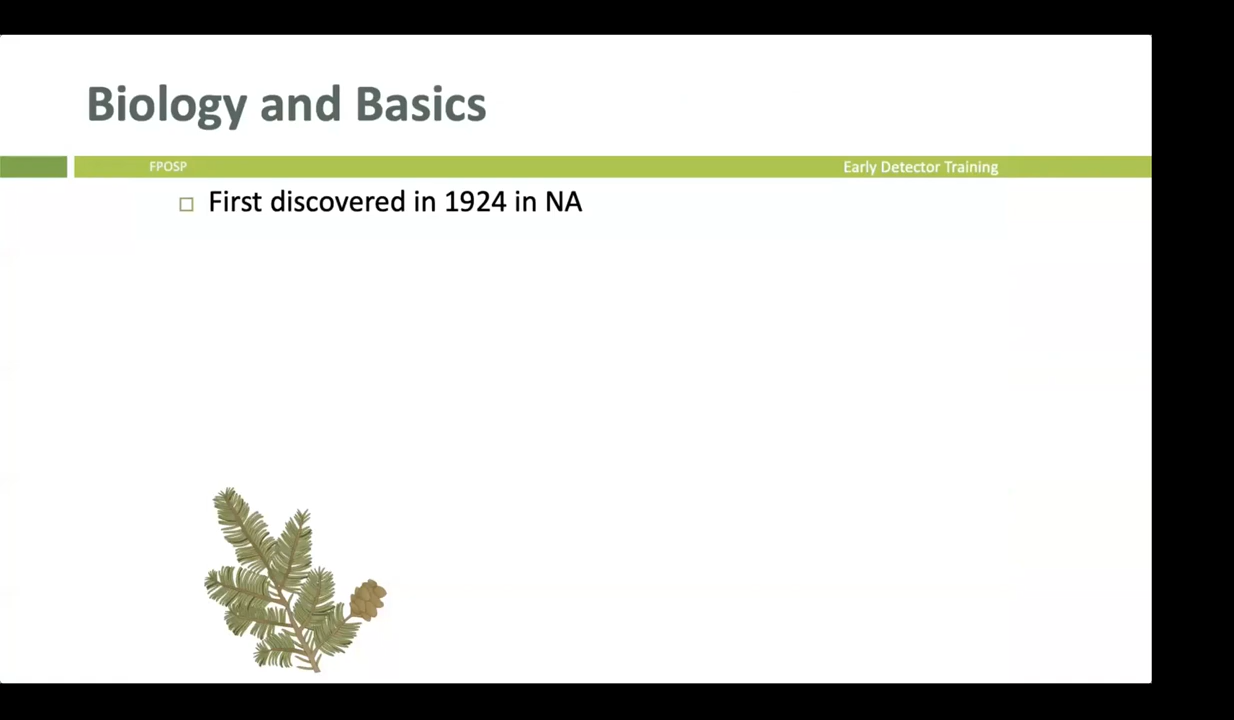 Biology and Basics
FPOSP
Early Detector Training
First discovered in 1924 in NA